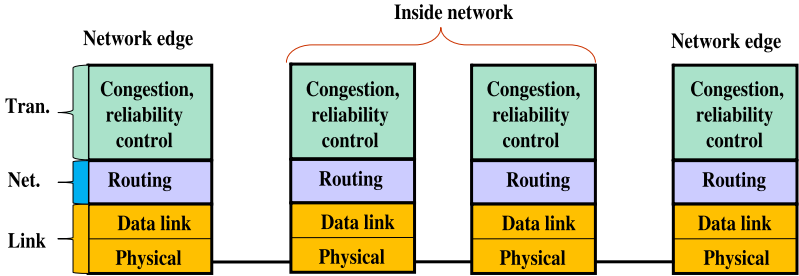 Inside network
Network edge
Network edge
Tran.
Congestion,
reliability
control
Congestion,
reliability
control
Congestion,
reliability
control
Congestion,
reliability
control
Net.
Routing
Routing
Routing
Routing
Link
Data link
Data link
Data link
Data link
Physical
Physical
Physical
Physical